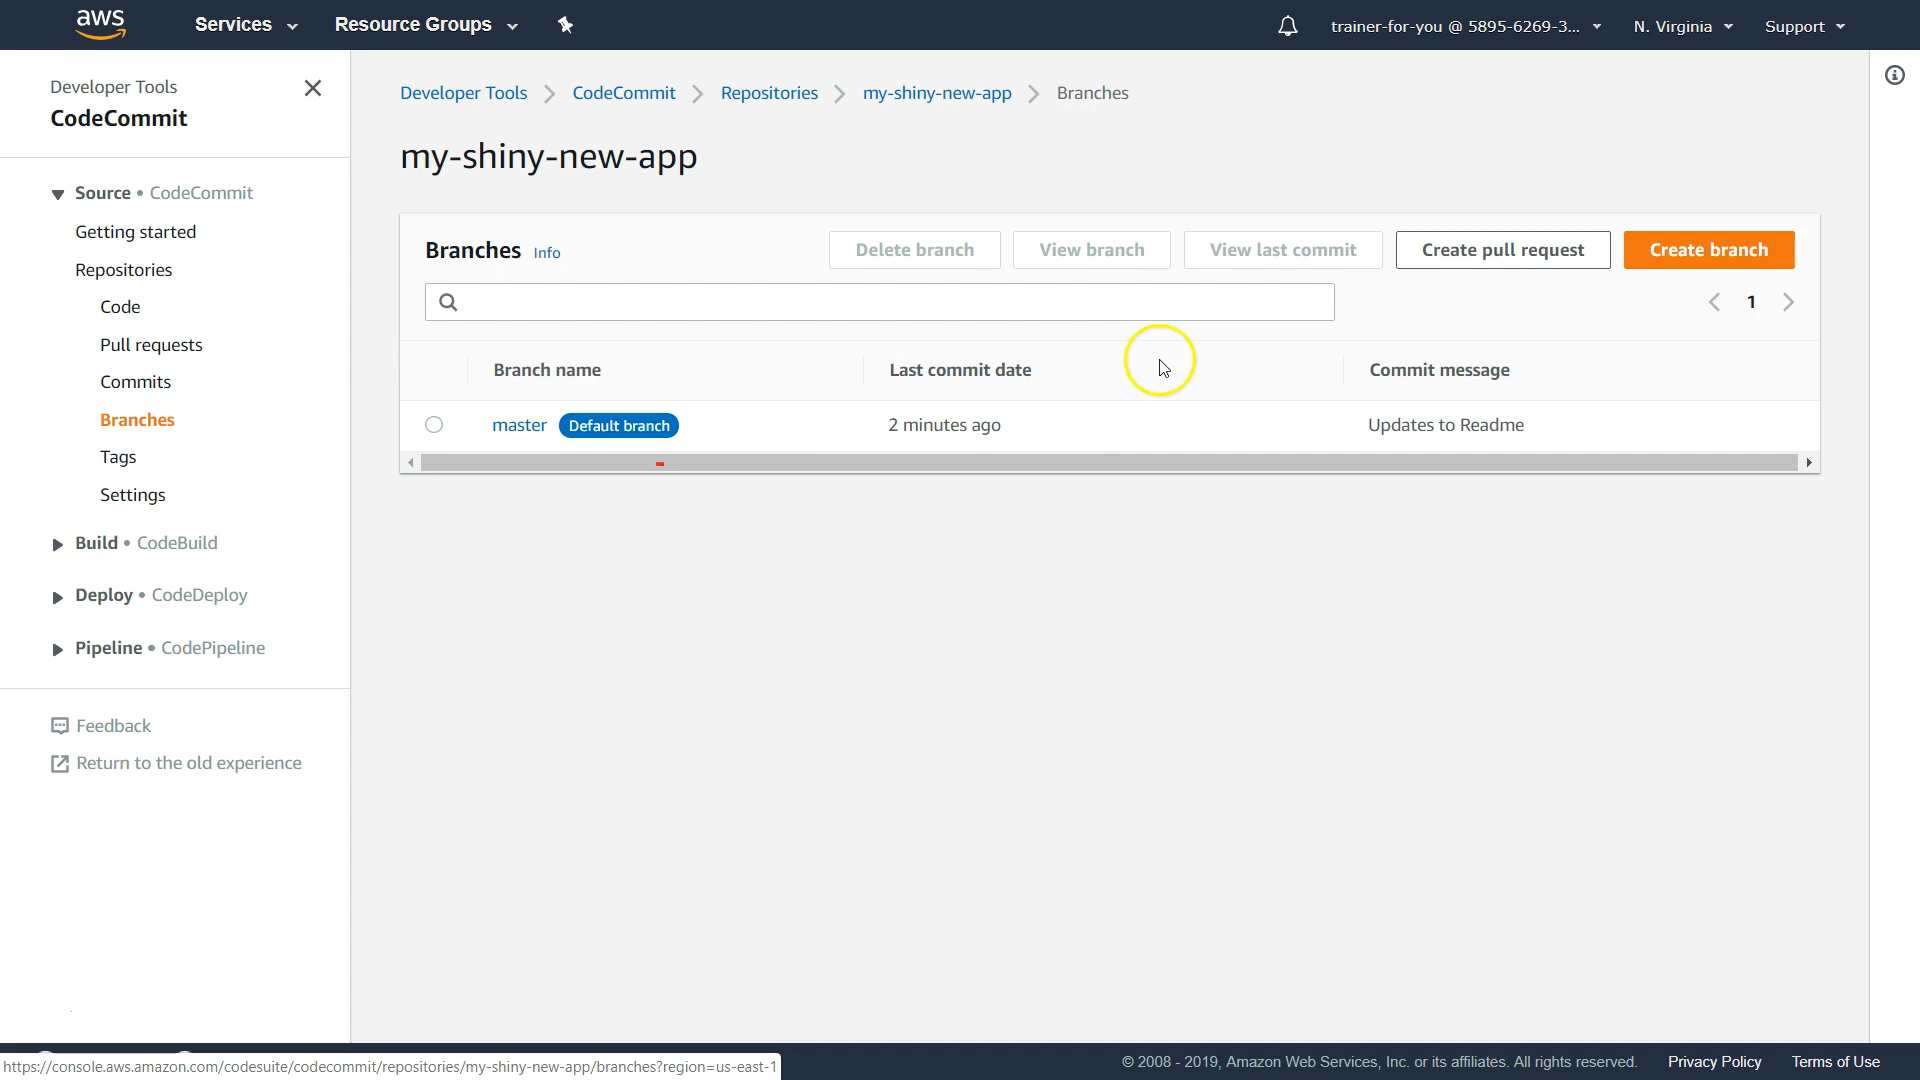 aws Services Resource Groups trainer-for-you @ 5895-6269-3... N. Virginia Support
Developer Tools
CodeCommit
Source • CodeCommit
Getting started
Repositories
Code
Pull requests
Commits
Branches
Tags
Settings
Build • CodeBuild
Deploy • CodeDeploy
Pipeline • CodePipeline
Feedback
Return to the old experience
Developer Tools CodeCommit Repositories my-shiny-new-app Branches
my-shiny-new-app
Branches Info Delete branch View branch View last commit Create pull request Create branch
1
Branch name Last commit date Commit message
master Default branch 2 minutes ago Updates to Readme
https://console.aws.amazon.com/codesuite/codecommit/repositories/my-shiny-new-app/branches?region=us-east-1
© 2008 - 2019, Amazon Web Services, Inc. or its affiliates. All rights reserved. Privacy Policy Terms of Use